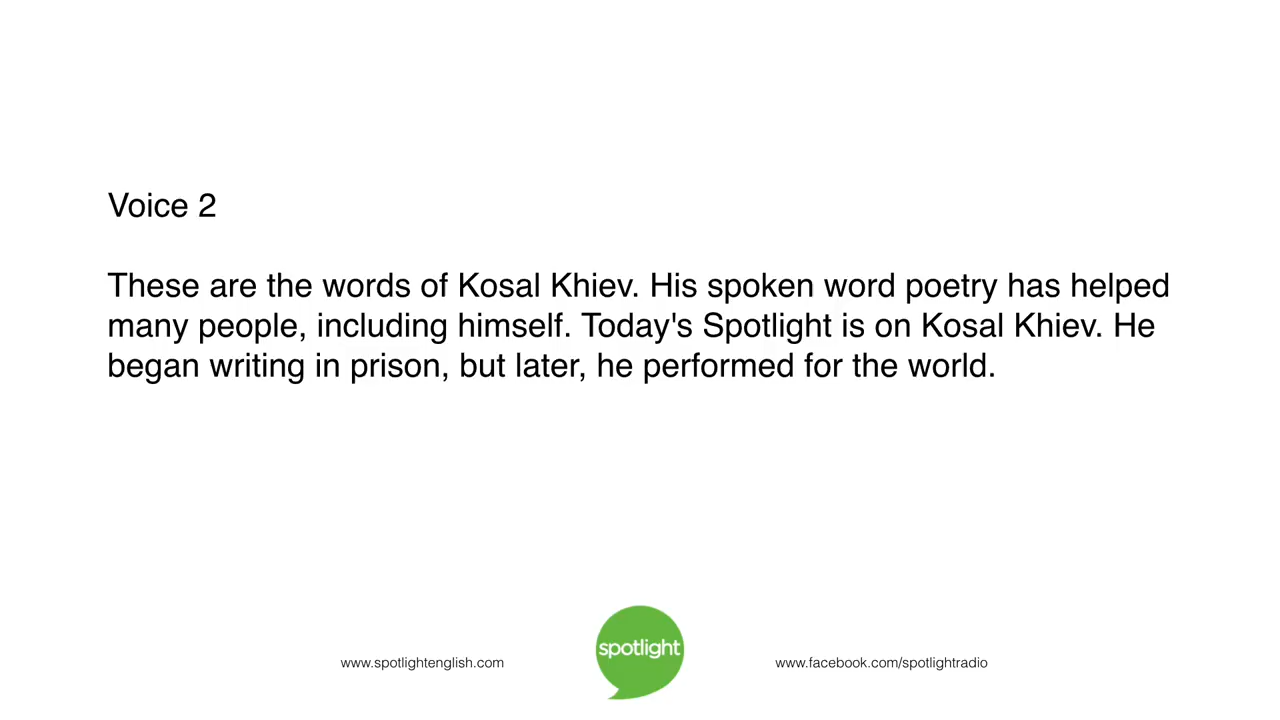 Voice 2
These are the words of Kosal Khiev. His spoken word poetry has helped
many people, including himself. Today's Spotlight is on Kosal Khiev. He
began writing in prison, but later, he performed for the world.
spotlight
www.spotlightenglish.com
www.facebook.com/spotlightradio